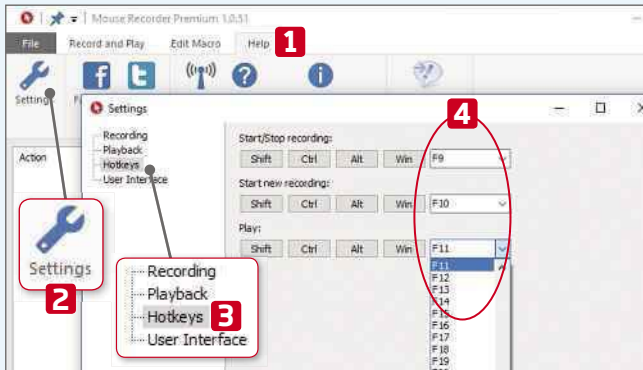 Mouse Recorder Premium 1.0.51
File Record and Play Edit Macro Help 1
Settings
Settings
Action
Recording
Playback
Hotkeys
User Interface
Start/Stop recording:
Shift Ctrl Alt Win F9
Start new recording:
Shift Ctrl Alt Win F10
Play:
Shift Ctrl Alt Win F11
F11
F12
F13
F14
F15
F16
F17
F18
F19
4
Settings
2
Recording
Playback
Hotkeys 3
User Interface